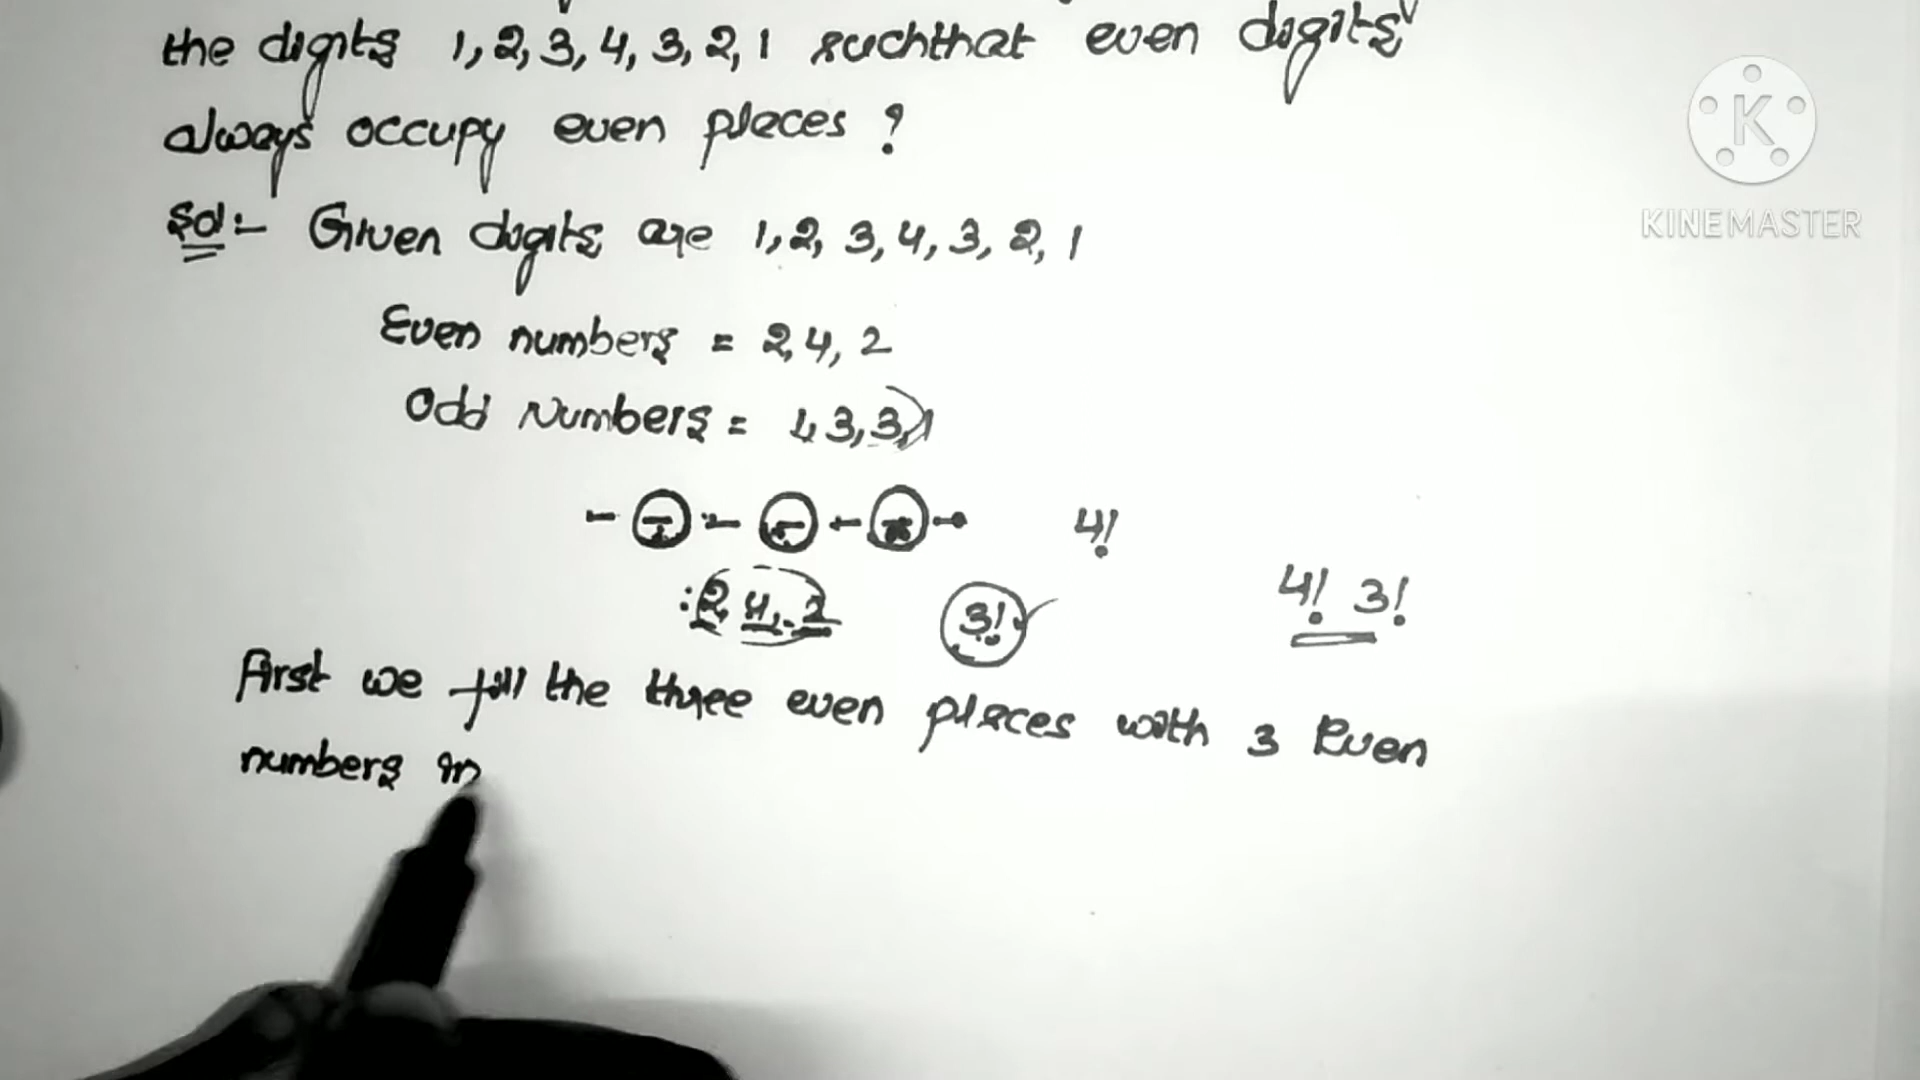 the digits 1, 2, 3, 4, 3, 2, 1 suchthat even digits
always occupy even places ?
Sol:- Given digits are 1, 2, 3, 4, 3, 2, 1
Even numbers = 2, 4, 2
Odd Numbers = 1, 3, 3, 1
4!
: 2, 4, 2 3! 4! 3!
First we fill the three even places with 3 Even
numbers in
K
KINEMASTER